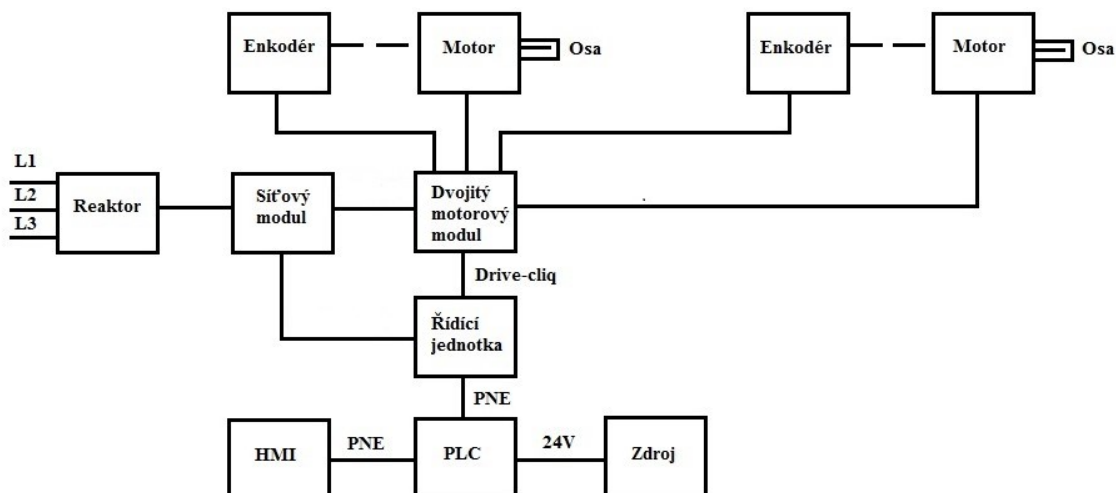 Enkodér
Motor
Osa
Enkodér
Motor
Osa
L1
L2
L3
Reaktor
Síťový
modul
Dvojitý
motorový
modul
Drive-cliq
Řídící
jednotka
PNE
HMI
PNE
PLC
24V
Zdroj